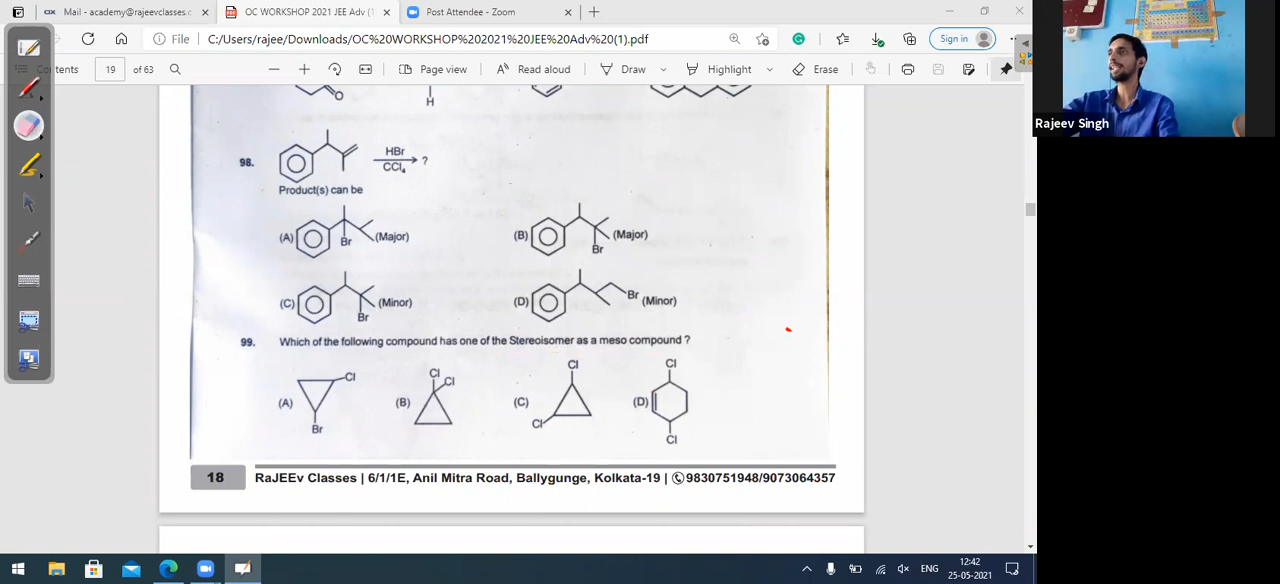 Mail - academy@rajeevclasses.c
OC WORKSHOP 2021 JEE Adv (
Post Attendee - Zoom
File
C:/Users/rajee/Downloads/OC%20WORKSHOP%202021%20JEE%20Adv%20(1).pdf
Sign in
Contents
19 of 63
Page view
Read aloud
Draw
Highlight
Erase
O
H
98.
HBr
CCl4
?
Product(s) can be
(A)
Br
(Major)
(B)
Br
(Major)
(C)
Br
(Minor)
(D)
Br
(Minor)
99. Which of the following compound has one of the Stereoisomer as a meso compound ?
(A)
Cl
Br
(B)
Cl
Cl
(C)
Cl
Cl
(D)
Cl
Cl
18
RaJEEv Classes | 6/1/1E, Anil Mitra Road, Ballygunge, Kolkata-19 | 9830751948/9073064357
Rajeev Singh
ENG
12:42
25-05-2021